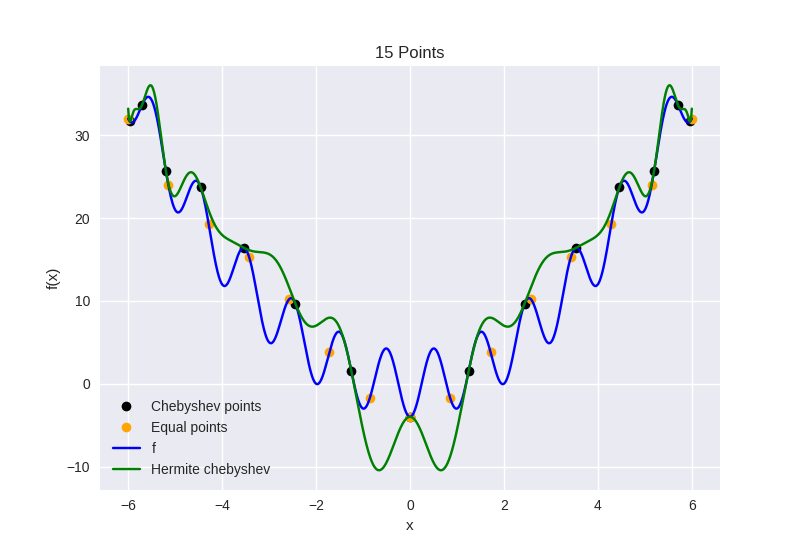 15 Points
f(x)
30
20
10
0
−10
Chebyshev points
Equal points
f
Hermite chebyshev
−6 −4 −2 0 2 4 6
x